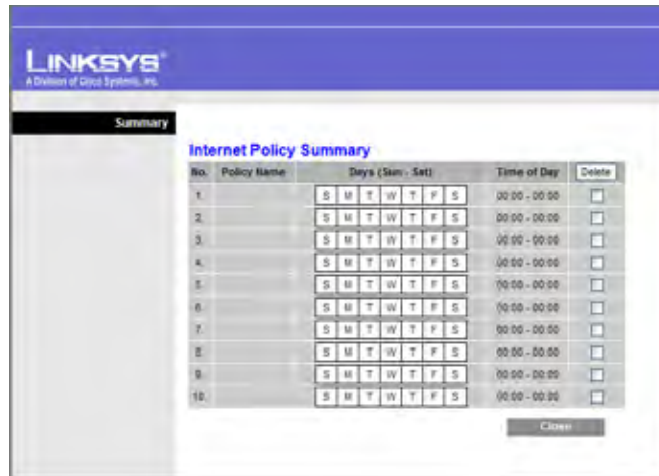 LINKSYS®
A Division of Cisco Systems, Inc.
Summary
Internet Policy Summary
No. Policy Name Days (Sun - Sat) Time of Day Delete
1. S M T W T F S 00:00 - 00:00
2. S M T W T F S 00:00 - 00:00
3. S M T W T F S 00:00 - 00:00
4. S M T W T F S 00:00 - 00:00
5. S M T W T F S 00:00 - 00:00
6. S M T W T F S 00:00 - 00:00
7. S M T W T F S 00:00 - 00:00
8. S M T W T F S 00:00 - 00:00
9. S M T W T F S 00:00 - 00:00
10. S M T W T F S 00:00 - 00:00
Close